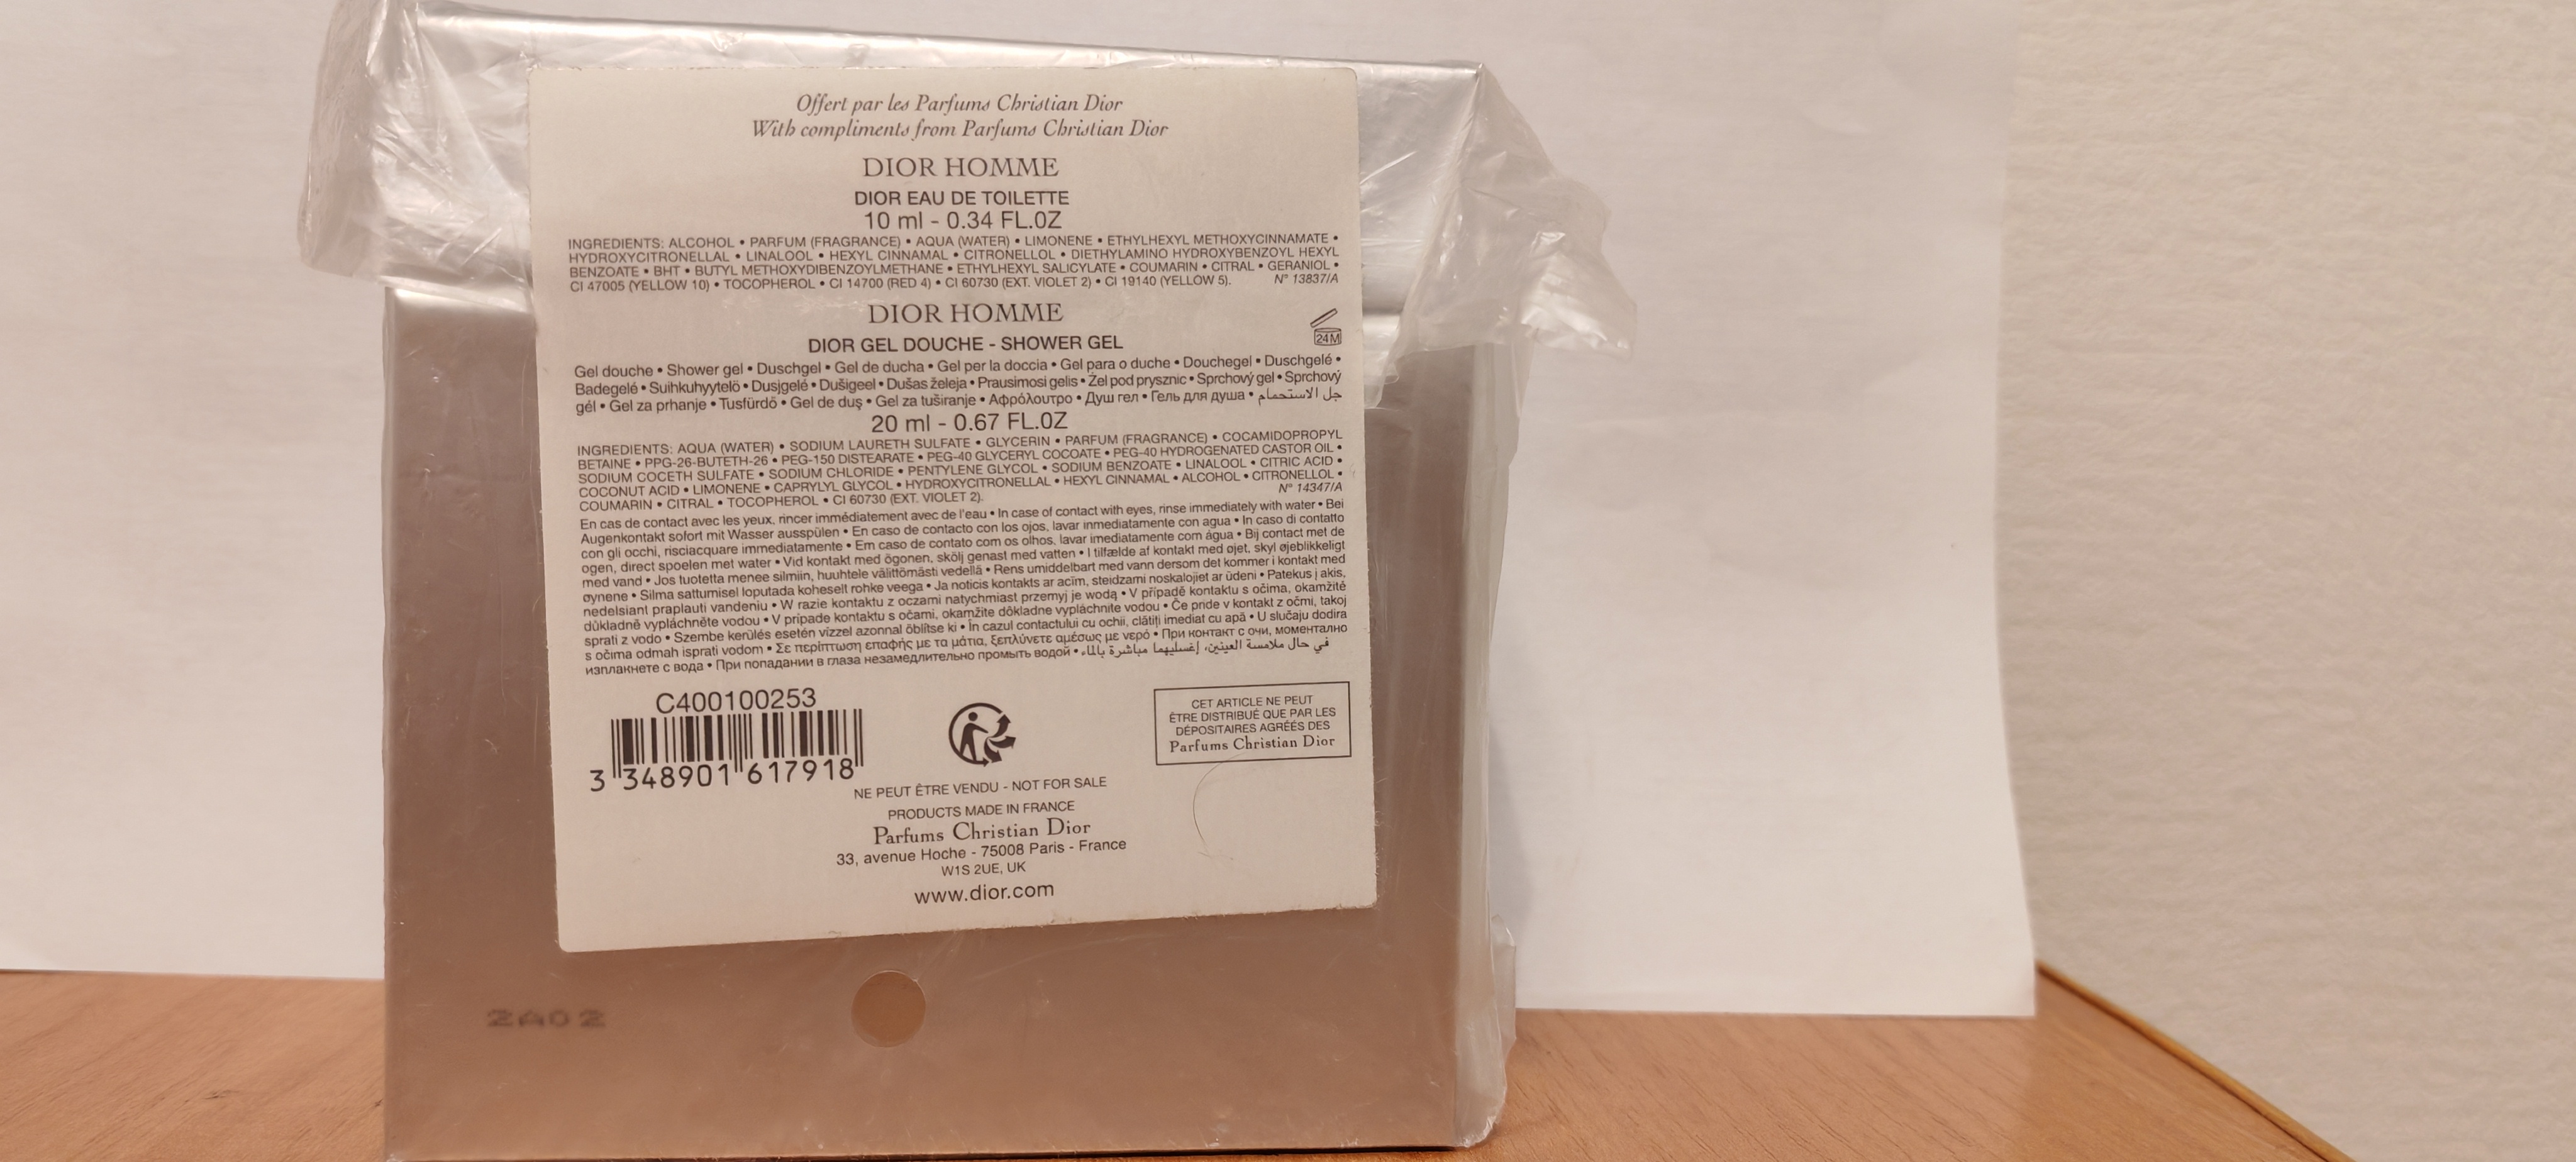 Offert par les Parfums Christian Dior
With compliments from Parfums Christian Dior
DIOR HOMME
DIOR EAU DE TOILETTE
10 ml - 0.34 FL.OZ
INGREDIENTS: ALCOHOL • PARFUM (FRAGRANCE) • AQUA (WATER) • LIMONENE • ETHYLHEXYL METHOXYCINNAMATE •
HYDROXYCITRONELLAL • LINALOOL • HEXYL CINNAMAL • CITRONELLOL • DIETHYLAMINO HYDROXYBENZOYL HEXYL
BENZOATE • BHT • BUTYL METHOXYDIBENZOYLMETHANE • ETHYLHEXYL SALICYLATE • COUMARIN • CITRAL • GERANIOL •
CI 47005 (YELLOW 10) • TOCOPHEROL • CI 14700 (RED 4) • CI 60730 (EXT. VIOLET 2) • CI 19140 (YELLOW 5). N° 13837/A
DIOR HOMME
24M
DIOR GEL DOUCHE - SHOWER GEL
Gel douche • Shower gel • Duschgel • Gel de ducha • Gel per la doccia • Gel para o duche • Douchegel • Duschgelé •
Badegelé • Suihkuhyytelö • Dusjgelé • Dušigeel • Dušas želeja • Prausimosi gelis • Żel pod prysznic • Sprchový gel • Sprchový
gél • Gel za prhanje • Tusfürdő • Gel de duş • Gel za tuširanje • Αφρόλουτρο • Душ гел • Гель для душа • جل الاستحمام
20 ml - 0.67 FL.OZ
INGREDIENTS: AQUA (WATER) • SODIUM LAURETH SULFATE • GLYCERIN • PARFUM (FRAGRANCE) • COCAMIDOPROPYL
BETAINE • PPG-26-BUTETH-26 • PEG-150 DISTEARATE • PEG-40 GLYCERYL COCOATE • PEG-40 HYDROGENATED CASTOR OIL •
SODIUM COCETH SULFATE • SODIUM CHLORIDE • PENTYLENE GLYCOL • SODIUM BENZOATE • LINALOOL • CITRIC ACID •
COCONUT ACID • LIMONENE • CAPRYLYL GLYCOL • HYDROXYCITRONELLAL • HEXYL CINNAMAL • ALCOHOL • CITRONELLOL •
COUMARIN • CITRAL • TOCOPHEROL • CI 60730 (EXT. VIOLET 2). N° 14347/A
En cas de contact avec les yeux, rincer immédiatement avec de l'eau • In case of contact with eyes, rinse immediately with water • Bei
Augenkontakt sofort mit Wasser ausspülen • En caso de contacto con los ojos, lavar inmediatamente con agua • In caso di contatto
con gli occhi, risciacquare immediatamente • Em caso de contato com os olhos, lavar imediatamente com água • Bij contact met de
ogen, direct spoelen met water • Vid kontakt med ögonen, skölj genast med vatten • I tilfælde af kontakt med øjet, skyl øjeblikkeligt
med vand • Jos tuotetta menee silmiin, huuhtele välittömästi vedellä • Rens umiddelbart med vann dersom det kommer i kontakt med
øynene • Silma sattumisel loputada koheselt rohke veega • Ja noticis kontakts ar acīm, steidzami noskalojiet ar ūdeni • Patekus į akis,
nedelsiant praplauti vandeniu • W razie kontaktu z oczami natychmiast przemyj je wodą • V případě kontaktu s očima, okamžitě
důkladně vypláchněte vodou • V prípade kontaktu s očami, okamžite dôkladne vypláchnite vodou • Če pride v kontakt z očmi, takoj
sprati z vodo • Szembe kerülés esetén vízzel azonnal öblítse ki • În cazul contactului cu ochii, clătiți imediat cu apă • U slučaju dodira
s očima odmah isprati vodom • Σε περίπτωση επαφής με τα μάτια, ξεπλύνετε αμέσως με νερό • При контакт с очи, моментално
изплакнете с вода • При попадании в глаза незамедлительно промыть водой • في حال ملامسة العينين، إغسليهما مباشرة بالماء.
C400100253
3 348901 617918
CET ARTICLE NE PEUT
ÊTRE DISTRIBUÉ QUE PAR LES
DÉPOSITAIRES AGRÉÉS DES
Parfums Christian Dior
NE PEUT ÊTRE VENDU - NOT FOR SALE
PRODUCTS MADE IN FRANCE
Parfums Christian Dior
33, avenue Hoche - 75008 Paris - France
W1S 2UE, UK
www.dior.com
2A02